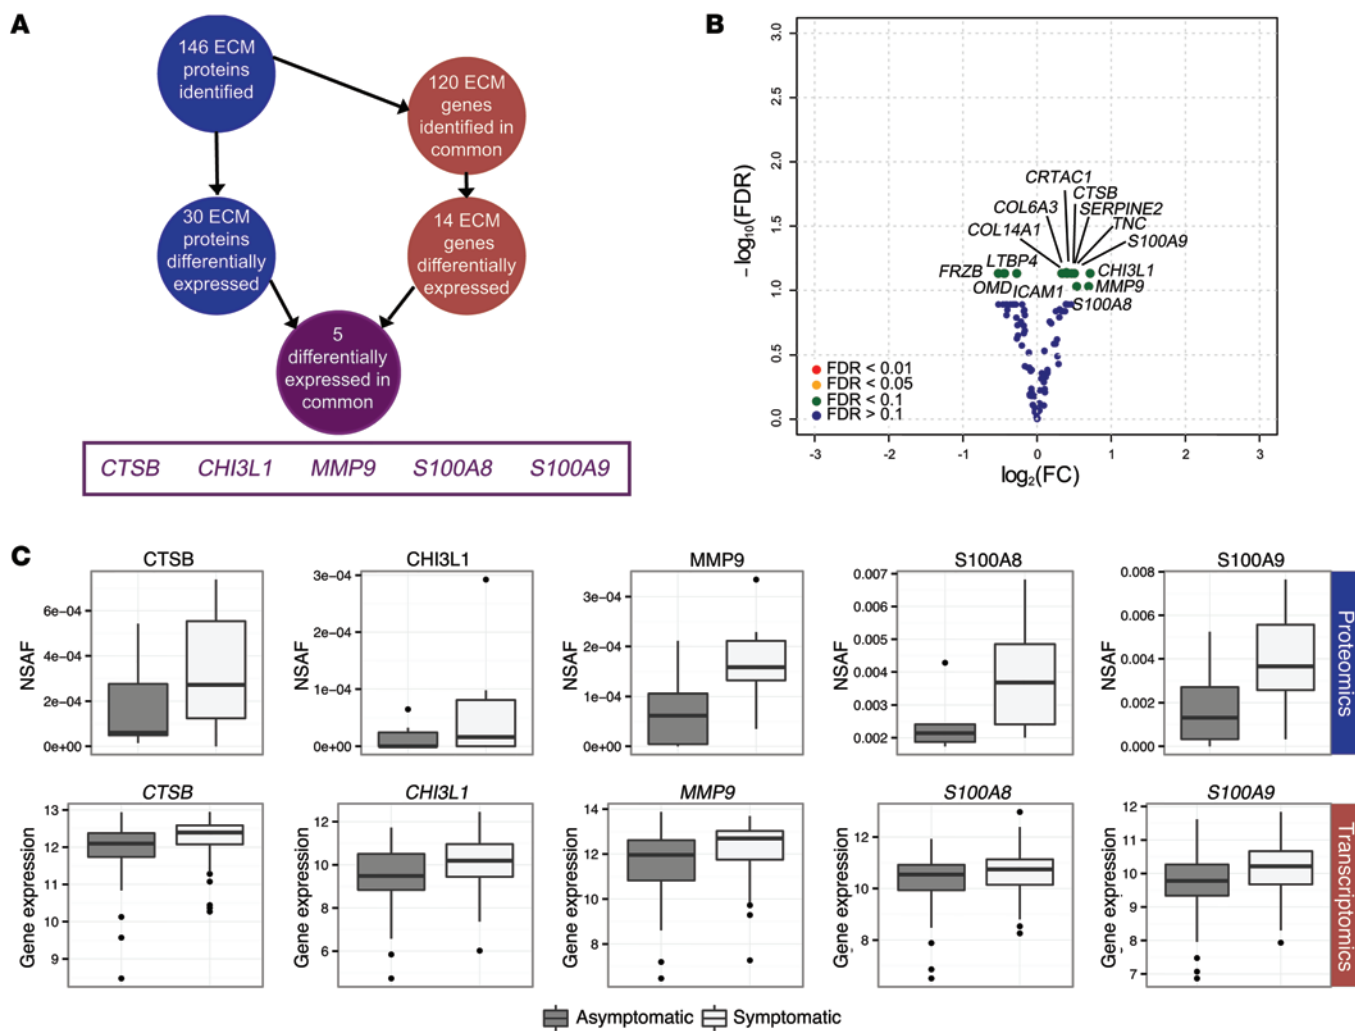 A
146 ECM
proteins
identified
120 ECM
genes
identified in
common
30 ECM
proteins
differentially
expressed
14 ECM
genes
differentially
expressed
5
differentially
expressed in
common
CTSB CHI3L1 MMP9 S100A8 S100A9
B
3.0
2.5
2.0
1.5
1.0
0.5
0.0
-log10(FDR)
CRTAC1
CTSB
COL6A3
SERPINE2
COL14A1
TNC
S100A9
LTBP4
FRZB
CHI3L1
OMD
ICAM1
MMP9
S100A8
FDR < 0.01
FDR < 0.05
FDR < 0.1
FDR > 0.1
-3 -2 -1 0 1 2 3
log2(FC)
C
CTSB
NSAF
6e-04
4e-04
2e-04
0e+00
CHI3L1
NSAF
3e-04
2e-04
1e-04
0e+00
MMP9
NSAF
3e-04
2e-04
1e-04
0e+00
S100A8
NSAF
0.007
0.006
0.005
0.004
0.003
0.002
S100A9
NSAF
0.008
0.006
0.004
0.002
0.000
Proteomics
CTSB
Gene expression
13
12
11
10
9
CHI3L1
Gene expression
12
10
8
6
MMP9
Gene expression
14
12
10
8
S100A8
Gene expression
12
10
8
S100A9
Gene expression
12
11
10
9
8
7
Transcriptomics
Asymptomatic Symptomatic